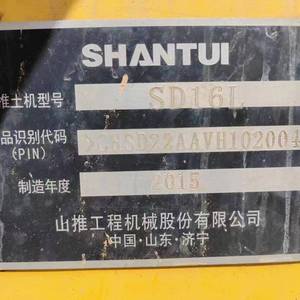 SHANTUI
推土机型号 SD16L
品识别代码
(PIN)
制造年度 2015
山推工程机械股份有限公司
中国·山东·济宁